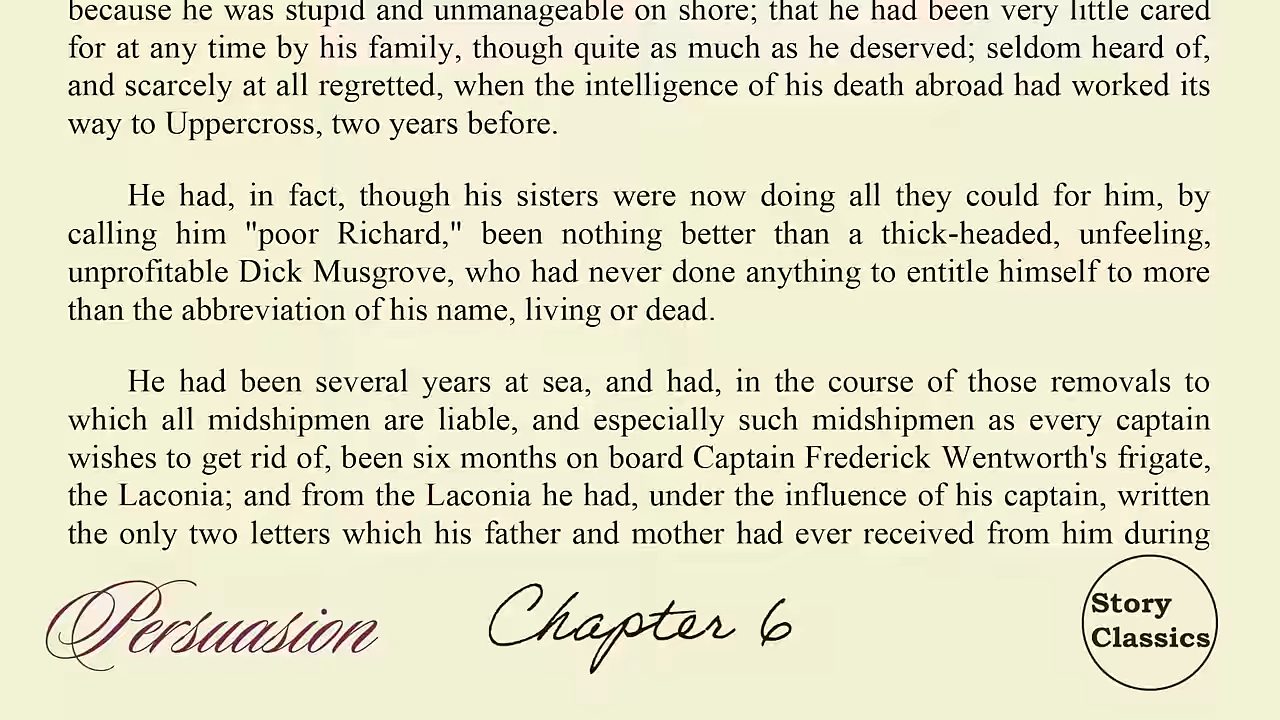 because he was stupid and unmanageable on shore; that he had been very little cared
for at any time by his family, though quite as much as he deserved; seldom heard of,
and scarcely at all regretted, when the intelligence of his death abroad had worked its
way to Uppercross, two years before.
He had, in fact, though his sisters were now doing all they could for him, by
calling him "poor Richard," been nothing better than a thick-headed, unfeeling,
unprofitable Dick Musgrove, who had never done anything to entitle himself to more
than the abbreviation of his name, living or dead.
He had been several years at sea, and had, in the course of those removals to
which all midshipmen are liable, and especially such midshipmen as every captain
wishes to get rid of, been six months on board Captain Frederick Wentworth's frigate,
the Laconia; and from the Laconia he had, under the influence of his captain, written
the only two letters which his father and mother had ever received from him during
Persuasion
Chapter 6
Story
Classics